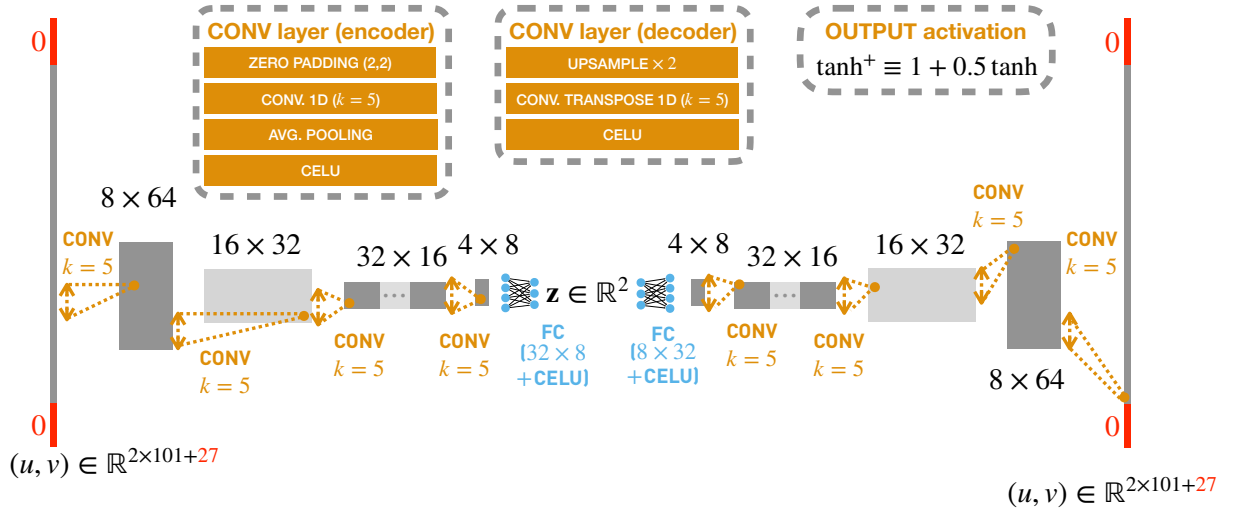 0
CONV layer (encoder)
ZERO PADDING (2,2)
CONV. 1D (k = 5)
AVG. POOLING
CELU
CONV layer (decoder)
UPSAMPLE × 2
CONV. TRANSPOSE 1D (k = 5)
CELU
OUTPUT activation
tanh⁺ ≡ 1 + 0.5 tanh
0
8 × 64
CONV
k = 5
16 × 32
CONV
k = 5
32 × 16
CONV
k = 5
4 × 8
CONV
k = 5
FC
(32 × 8
+CELU)
z ∈ ℝ²
FC
(8 × 32
+CELU)
4 × 8
CONV
k = 5
32 × 16
CONV
k = 5
16 × 32
CONV
k = 5
8 × 64
CONV
k = 5
0
(u, v) ∈ ℝ²ˣ¹⁰¹⁺²⁷
0
(u, v) ∈ ℝ²ˣ¹⁰¹⁺²⁷